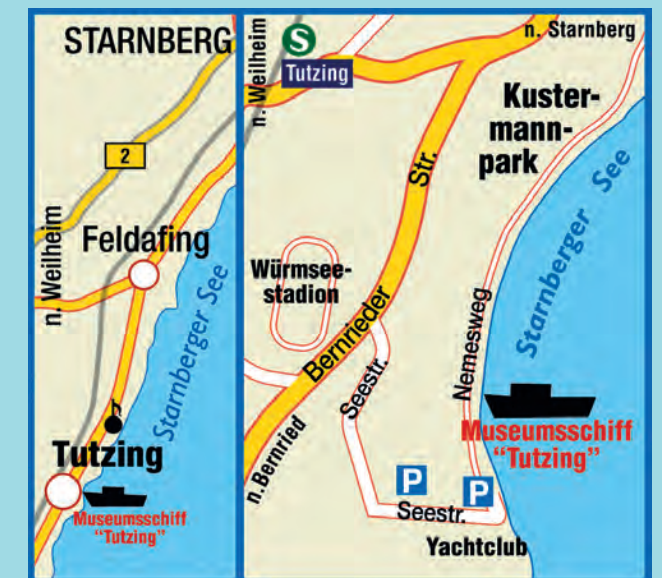 STARNBERG
2
n. Weilheim
Feldafing
Starnberger See
Tutzing
Museumsschiff
"Tutzing"
n. Weilheim
S
Tutzing
n. Starnberg
Kuster-
mann-
park
Starnberger See
Str.
Würmsee-
stadion
Bernrieder
Seestr.
Nemesweg
n. Bernried
Museumsschiff
"Tutzing"
P
P
Seestr.
Yachtclub